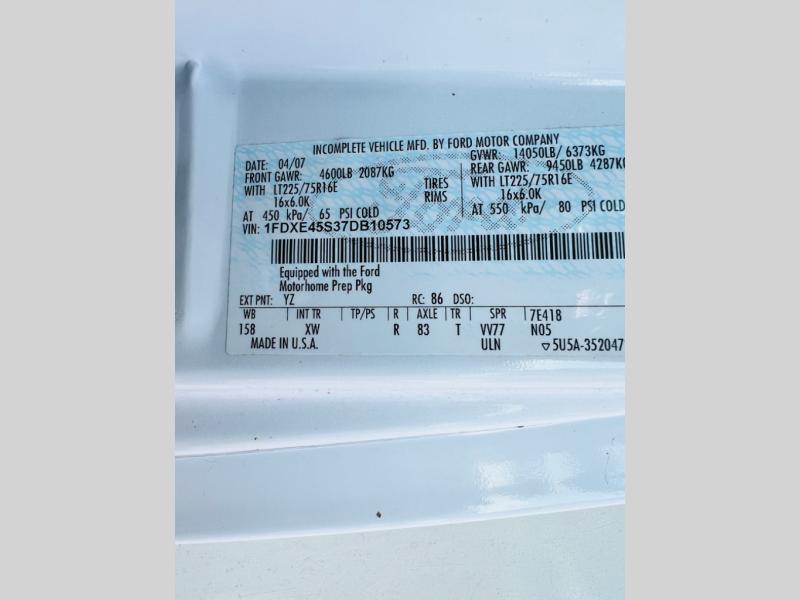 INCOMPLETE VEHICLE MFD. BY FORD MOTOR COMPANY
DATE: 04/07 GVWR: 14050LB/ 6373KG
FRONT GAWR: 4600LB 2087KG REAR GAWR: 9450LB 4287KG
WITH LT225/75R16E TIRES WITH LT225/75R16E
16x6.0K RIMS 16x6.0K
AT 450 kPa/ 65 PSI COLD AT 550 kPa/ 80 PSI COLD
VIN: 1FDXE45S37DB10573
Equipped with the Ford
Motorhome Prep Pkg
EXT PNT: YZ RC: 86 DSO:
WB INT TR TP/PS R AXLE TR SPR 7E418
158 XW R 83 T VV77 N05
MADE IN U.S.A. ULN ▽5U5A-352047